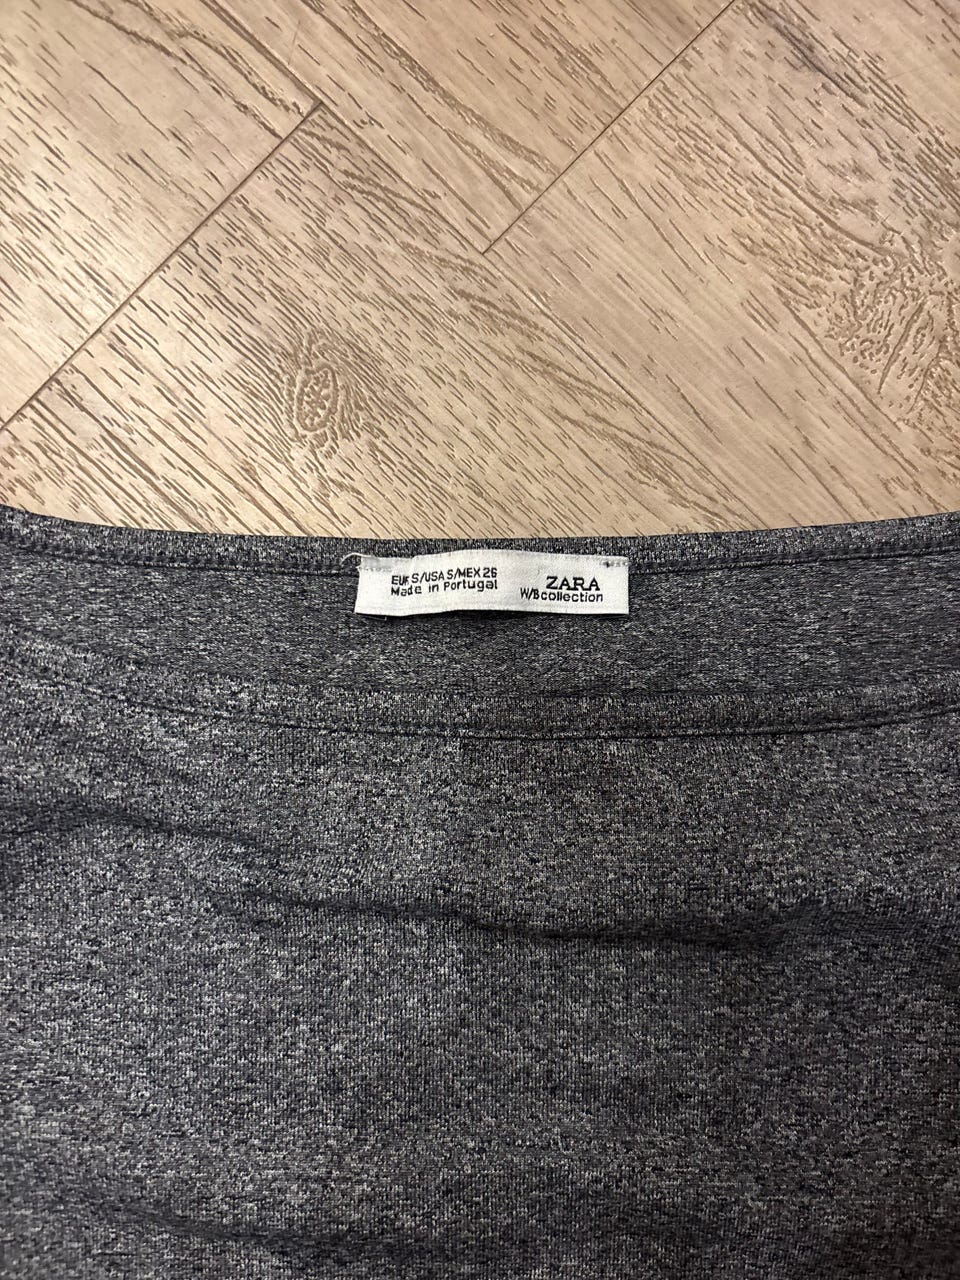 EUR S/USA S/MEX 26
Made in Portugal
ZARA
W/B collection